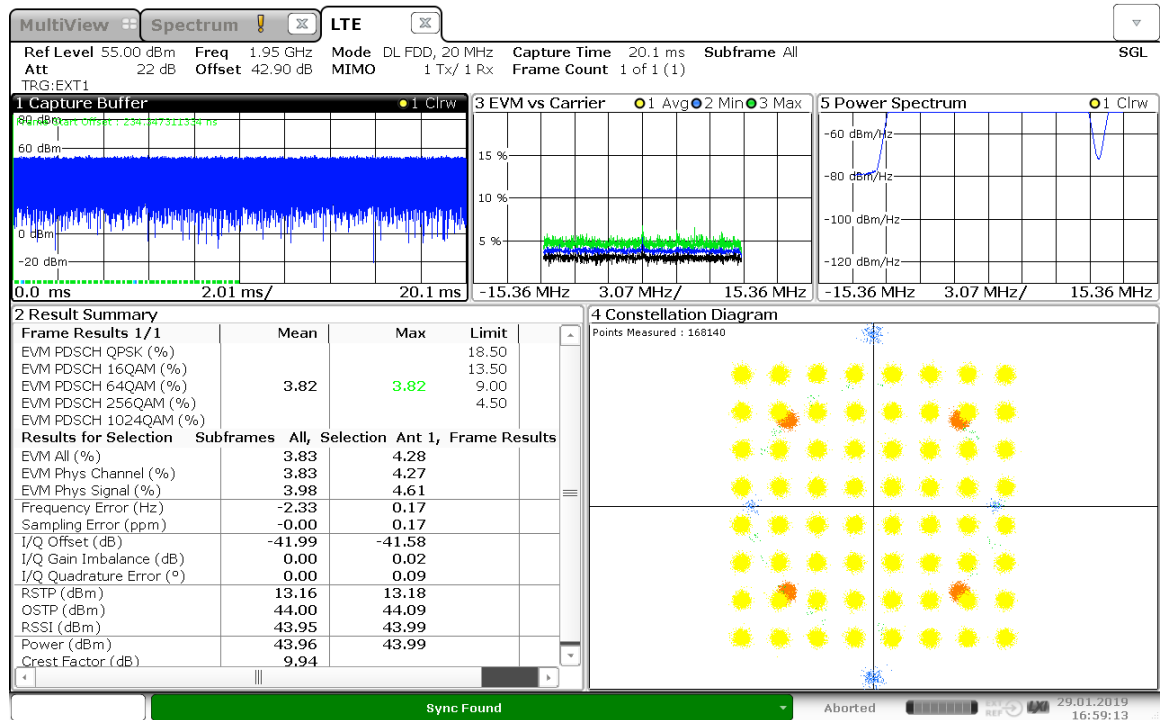 MultiView Spectrum LTE
Ref Level 55.00 dBm Freq 1.95 GHz Mode DL FDD, 20 MHz Capture Time 20.1 ms Subframe All SGL
Att 22 dB Offset 42.90 dB MIMO 1 Tx/ 1 Rx Frame Count 1 of 1 (1)
TRG:EXT1
1 Capture Buffer 1 Clrw
80 dBm
Frame Start Offset : 234.347311334 ns
60 dBm
0 dBm
-20 dBm
0.0 ms 2.01 ms/ 20.1 ms
3 EVM vs Carrier 1 Avg 2 Min 3 Max
15 %
10 %
5 %
-15.36 MHz 3.07 MHz/ 15.36 MHz
5 Power Spectrum 1 Clrw
-60 dBm/Hz
-80 dBm/Hz
-100 dBm/Hz
-120 dBm/Hz
-15.36 MHz 3.07 MHz/ 15.36 MHz
2 Result Summary
Frame Results 1/1 Mean Max Limit
EVM PDSCH QPSK (%) 18.50
EVM PDSCH 16QAM (%) 13.50
EVM PDSCH 64QAM (%) 3.82 3.82 9.00
EVM PDSCH 256QAM (%) 4.50
EVM PDSCH 1024QAM (%)
Results for Selection Subframes All, Selection Ant 1, Frame Results
EVM All (%) 3.83 4.28
EVM Phys Channel (%) 3.83 4.27
EVM Phys Signal (%) 3.98 4.61
Frequency Error (Hz) -2.33 0.17
Sampling Error (ppm) -0.00 0.17
I/Q Offset (dB) -41.99 -41.58
I/Q Gain Imbalance (dB) 0.00 0.02
I/Q Quadrature Error (º) 0.00 0.09
RSTP (dBm) 13.16 13.18
OSTP (dBm) 44.00 44.09
RSSI (dBm) 43.95 43.99
Power (dBm) 43.96 43.99
Crest Factor (dB) 9.94
4 Constellation Diagram
Points Measured : 168140
Sync Found
Aborted
EXT
REF
LXI
29.01.2019
16:59:13